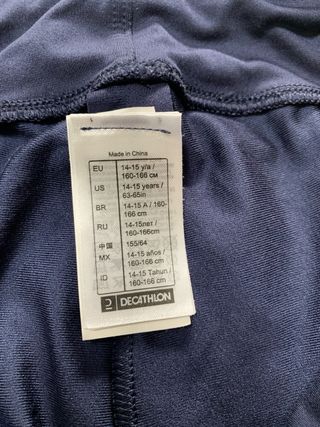 Made in China
EU 14-15 y/a /
160-166 см
US 14-15 years /
63-65in
BR 14-15 A / 160-
166 cm
RU 14-15лет /
160-166cm
中国 155/64
MX 14-15 años /
160-166 cm
ID 14-15 Tahun /
160-166 cm
DECATHLON